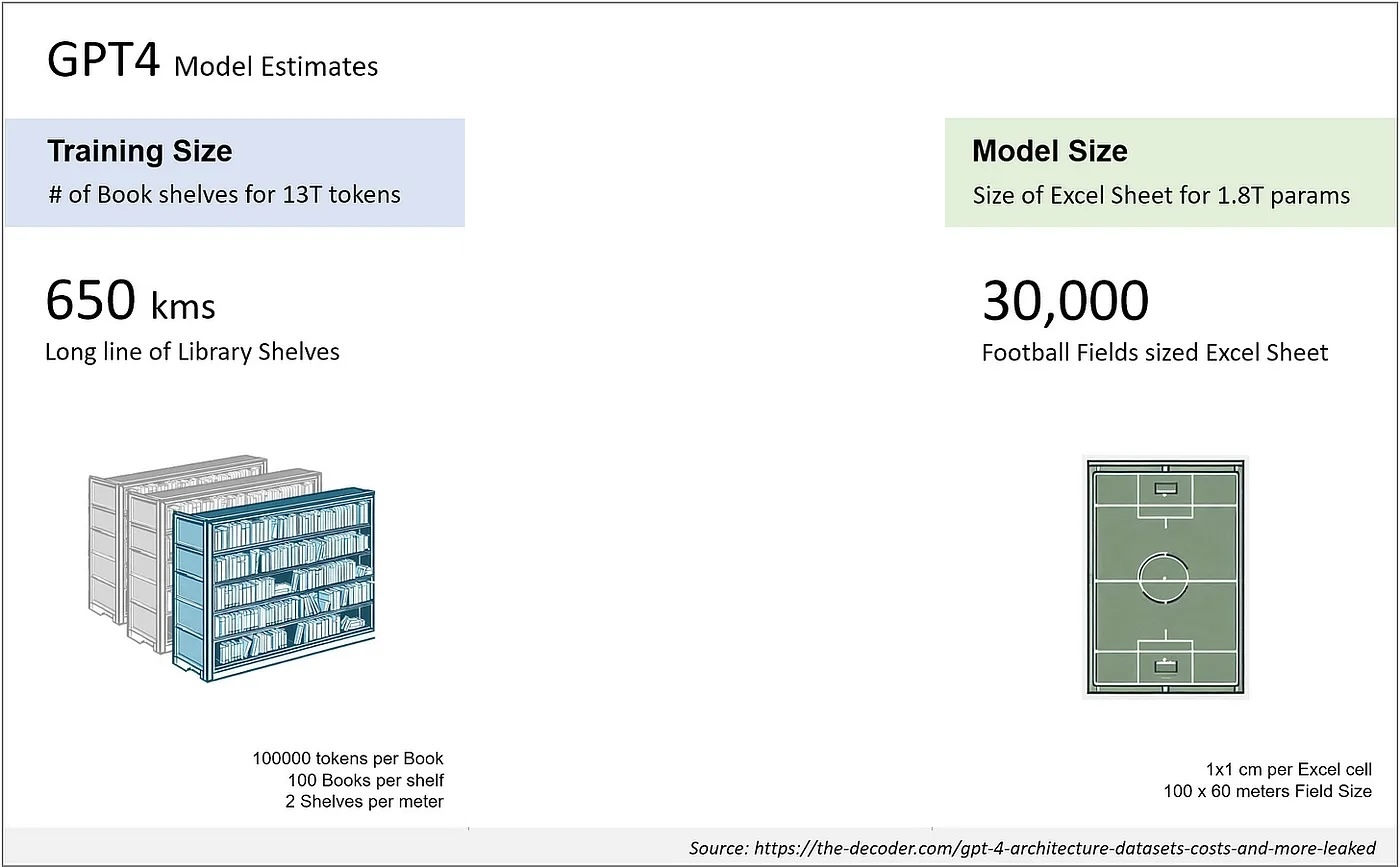 GPT4 Model Estimates
Training Size
# of Book shelves for 13T tokens
650 kms
Long line of Library Shelves
100000 tokens per Book
100 Books per shelf
2 Shelves per meter
Model Size
Size of Excel Sheet for 1.8T params
30,000
Football Fields sized Excel Sheet
1x1 cm per Excel cell
100 x 60 meters Field Size
Source: https://the-decoder.com/gpt-4-architecture-datasets-costs-and-more-leaked